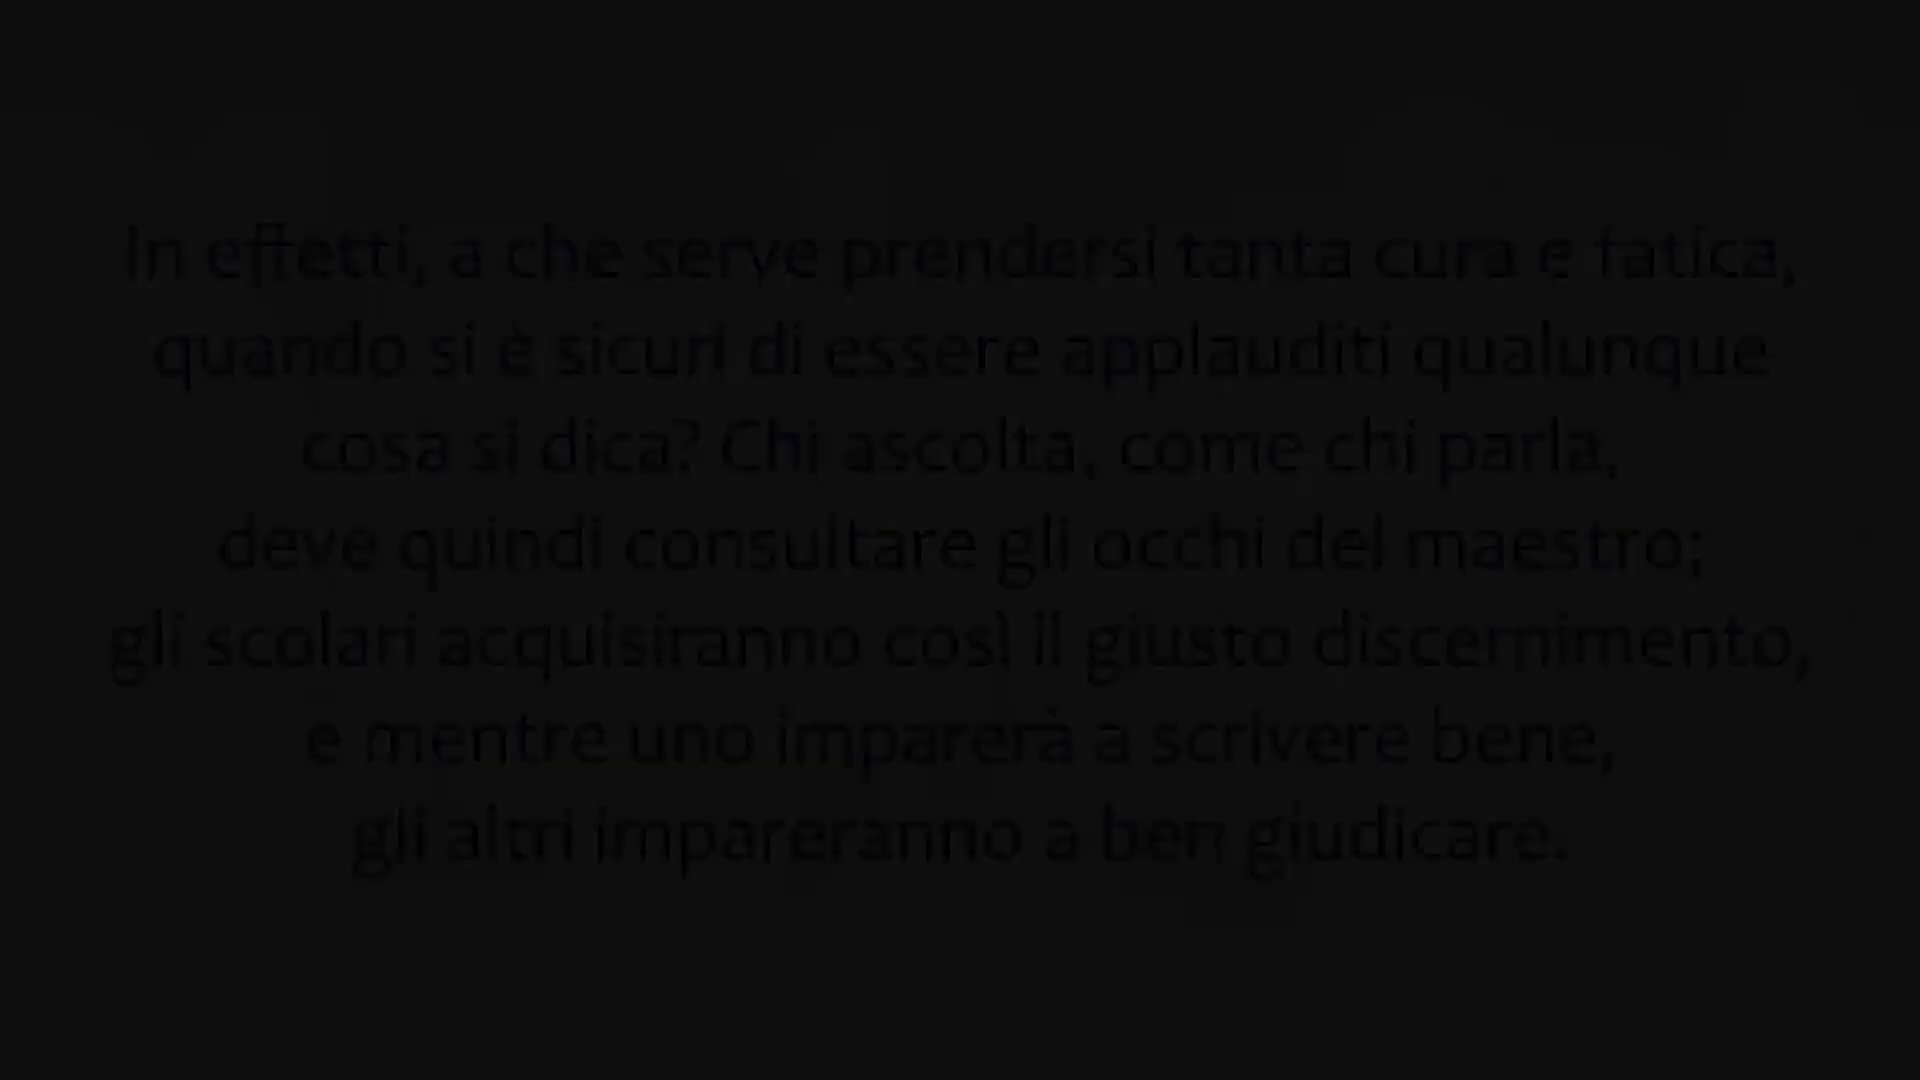 In effetti, a che serve prendersi tanta cura e fatica,
quando si è sicuri di essere applauditi qualunque
cosa si dica? Chi ascolta, come chi parla,
deve quindi consultare gli occhi del maestro;
gli scolari acquisiranno così il giusto discernimento,
e mentre uno imparerà a scrivere bene,
gli altri impareranno a ben giudicare.